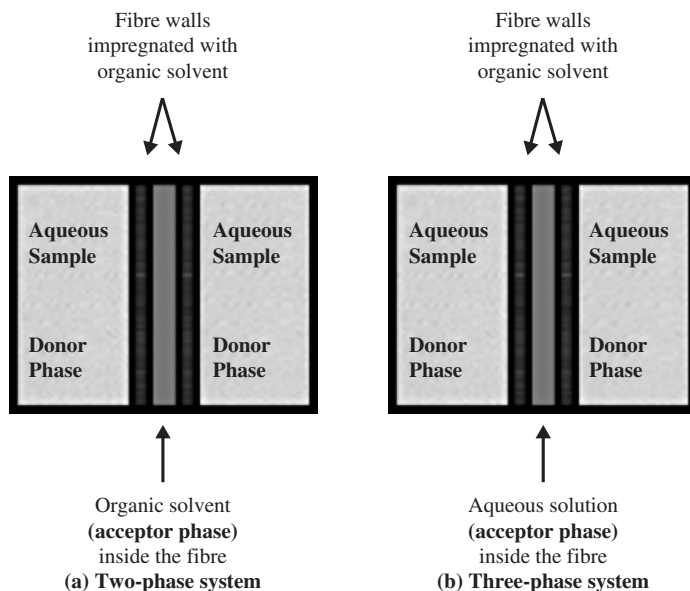 Fibre walls
impregnated with
organic solvent
Aqueous
Sample
Donor
Phase
Aqueous
Sample
Donor
Phase
Organic solvent
(acceptor phase)
inside the fibre
(a) Two-phase system
Fibre walls
impregnated with
organic solvent
Aqueous
Sample
Donor
Phase
Aqueous
Sample
Donor
Phase
Aqueous solution
(acceptor phase)
inside the fibre
(b) Three-phase system